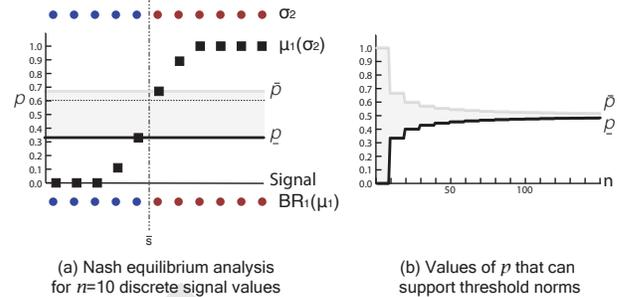 σ₂
μ₁(σ₂)
1.0
0.9
0.8
0.7
0.6
0.5
0.4
0.3
0.2
0.1
0.0
p
p̄
p̲
Signal
BR₁(μ₁)
s̄
(a) Nash equilibrium analysis
for n=10 discrete signal values
1.0
0.9
0.8
0.7
0.6
0.5
0.4
0.3
0.2
0.1
0.0
50
100
n
p̄
p̲
(b) Values of p that can
support threshold norms